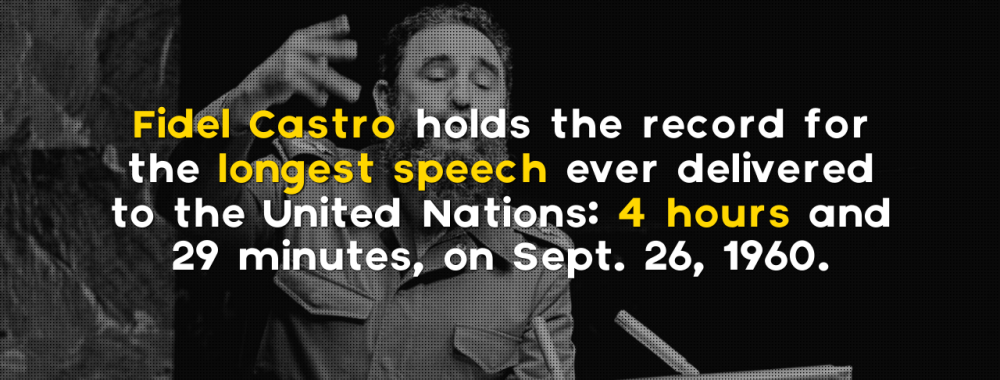 Fidel Castro holds the record for
the longest speech ever delivered
to the United Nations: 4 hours and
29 minutes, on Sept. 26, 1960.